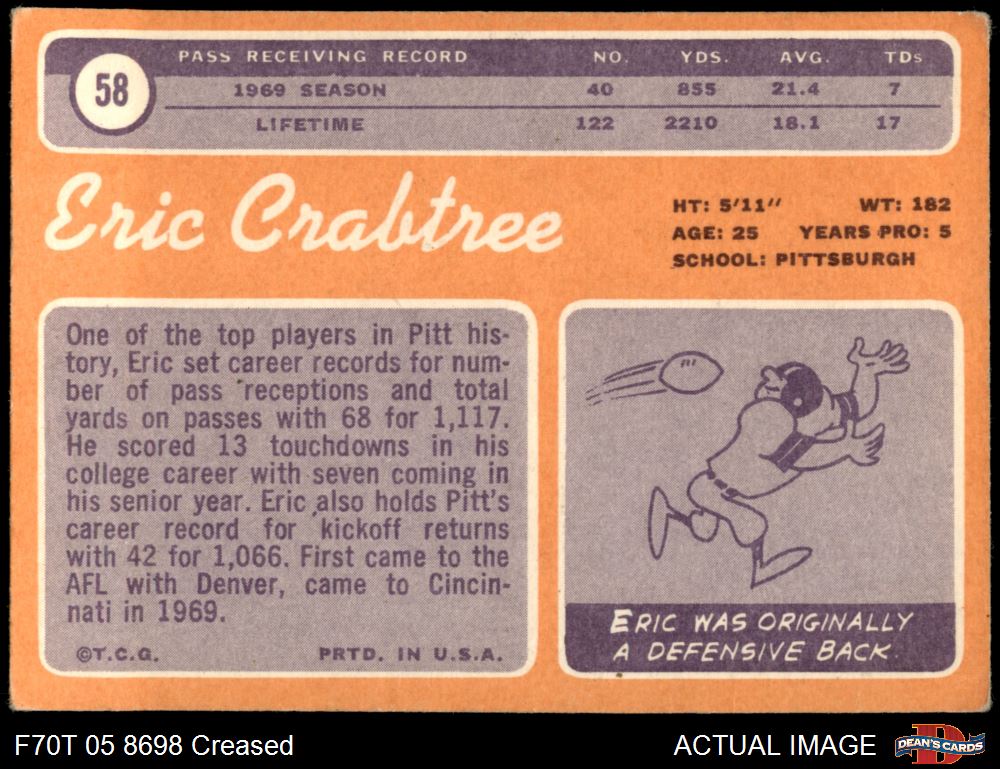 58
PASS RECEIVING RECORD NO. YDS. AVG. TDs
1969 SEASON 40 855 21.4 7
LIFETIME 122 2210 18.1 17
Eric Crabtree
HT: 5'11" WT: 182
AGE: 25 YEARS PRO: 5
SCHOOL: PITTSBURGH
One of the top players in Pitt his-
tory, Eric set career records for num-
ber of pass receptions and total
yards on passes with 68 for 1,117.
He scored 13 touchdowns in his
college career with seven coming in
his senior year. Eric also holds Pitt's
career record for kickoff returns
with 42 for 1,066. First came to the
AFL with Denver, came to Cincin-
nati in 1969.
©T.C.G. PRTD. IN U.S.A.
ERIC WAS ORIGINALLY
A DEFENSIVE BACK.
F70T 05 8698 Creased
ACTUAL IMAGE
D
DEAN'S CARDS